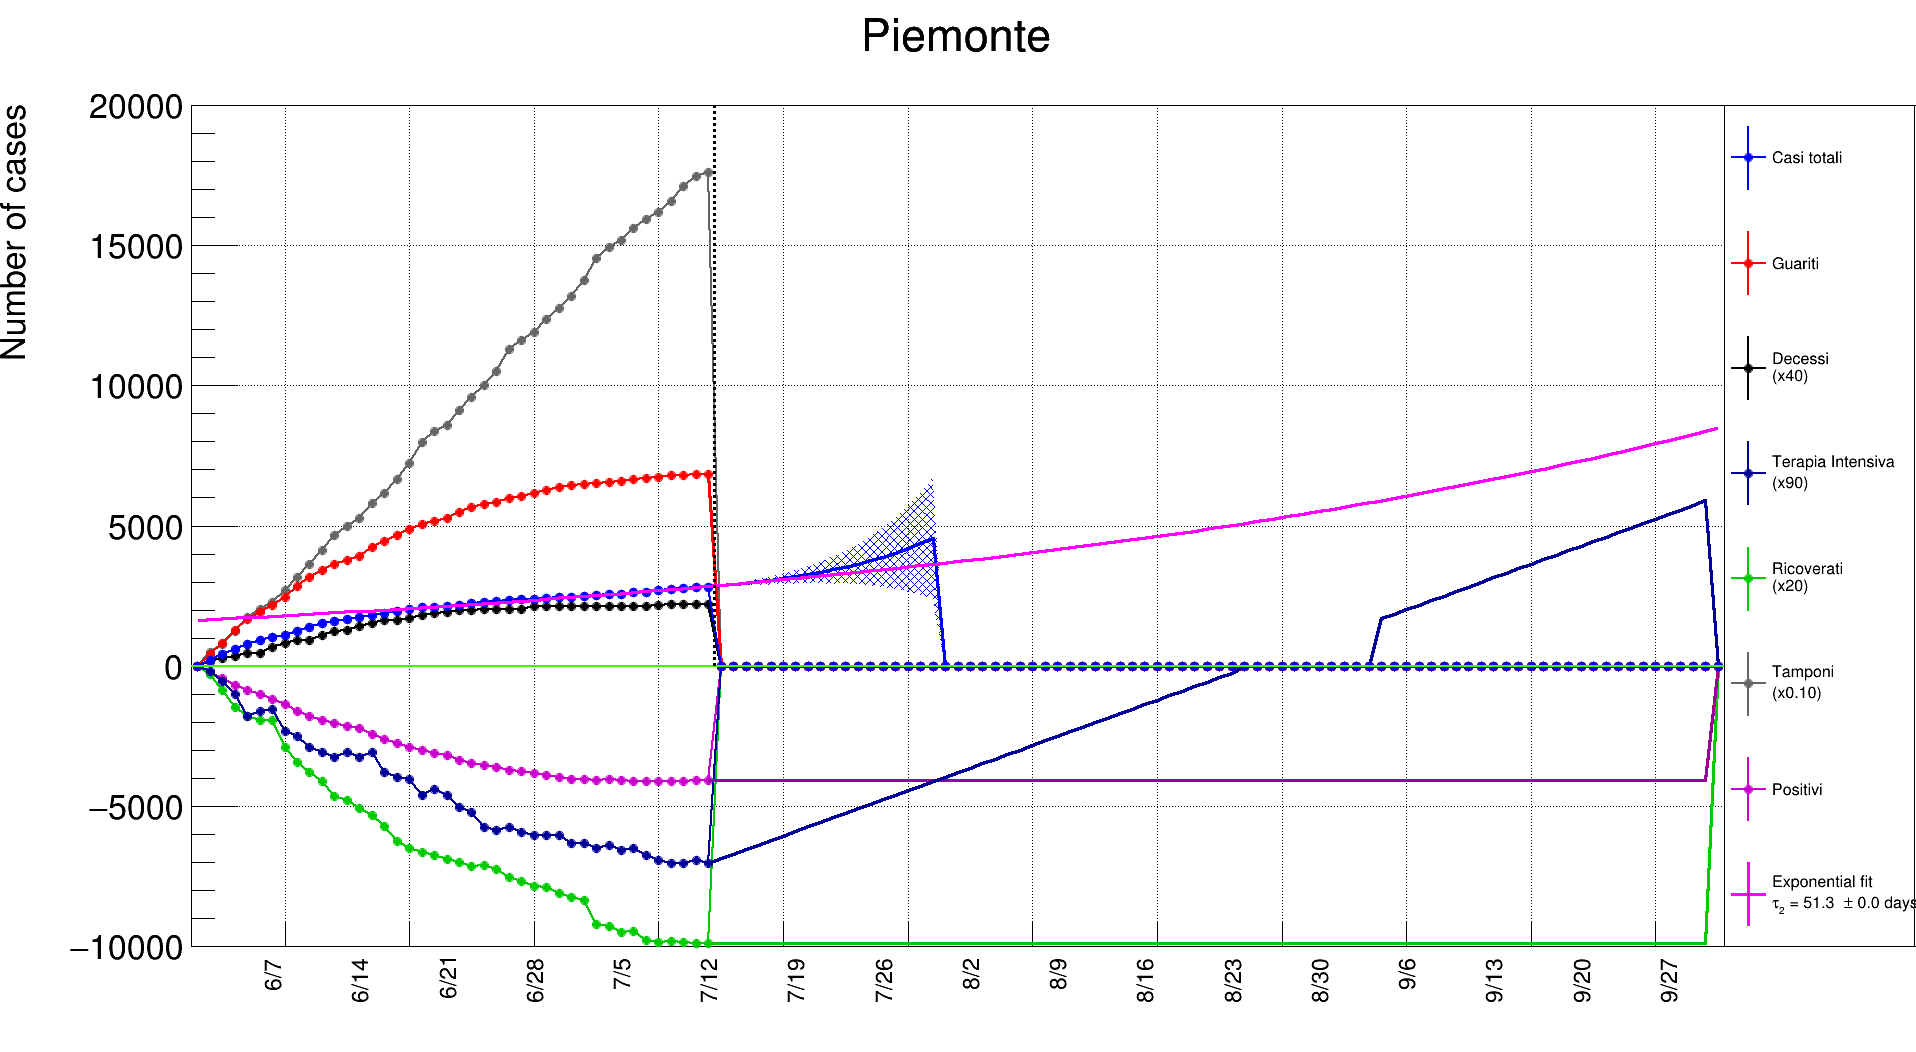 Piemonte
Number of cases
20000
15000
10000
5000
0
−5000
−10000
6/7
6/14
6/21
6/28
7/5
7/12
7/19
7/26
8/2
8/9
8/16
8/23
8/30
9/6
9/13
9/20
9/27
Casi totali
Guariti
Decessi
(x40)
Terapia Intensiva
(x90)
Ricoverati
(x20)
Tamponi
(x0.10)
Positivi
Exponential fit
τ₂ = 51.3 ± 0.0 days